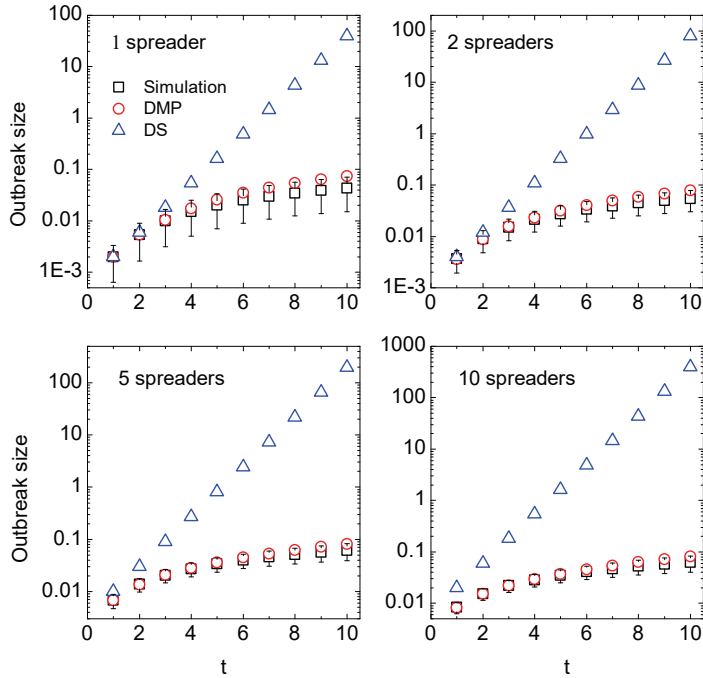 1 spreader
2 spreaders
Simulation
DMP
DS
Outbreak size
100
10
1
0.1
0.01
1E-3
0 2 4 6 8 10
100
10
1
0.1
0.01
1E-3
0 2 4 6 8 10
5 spreaders
10 spreaders
Outbreak size
100
10
1
0.1
0.01
0 2 4 6 8 10
t
1000
100
10
1
0.1
0.01
0 2 4 6 8 10
t